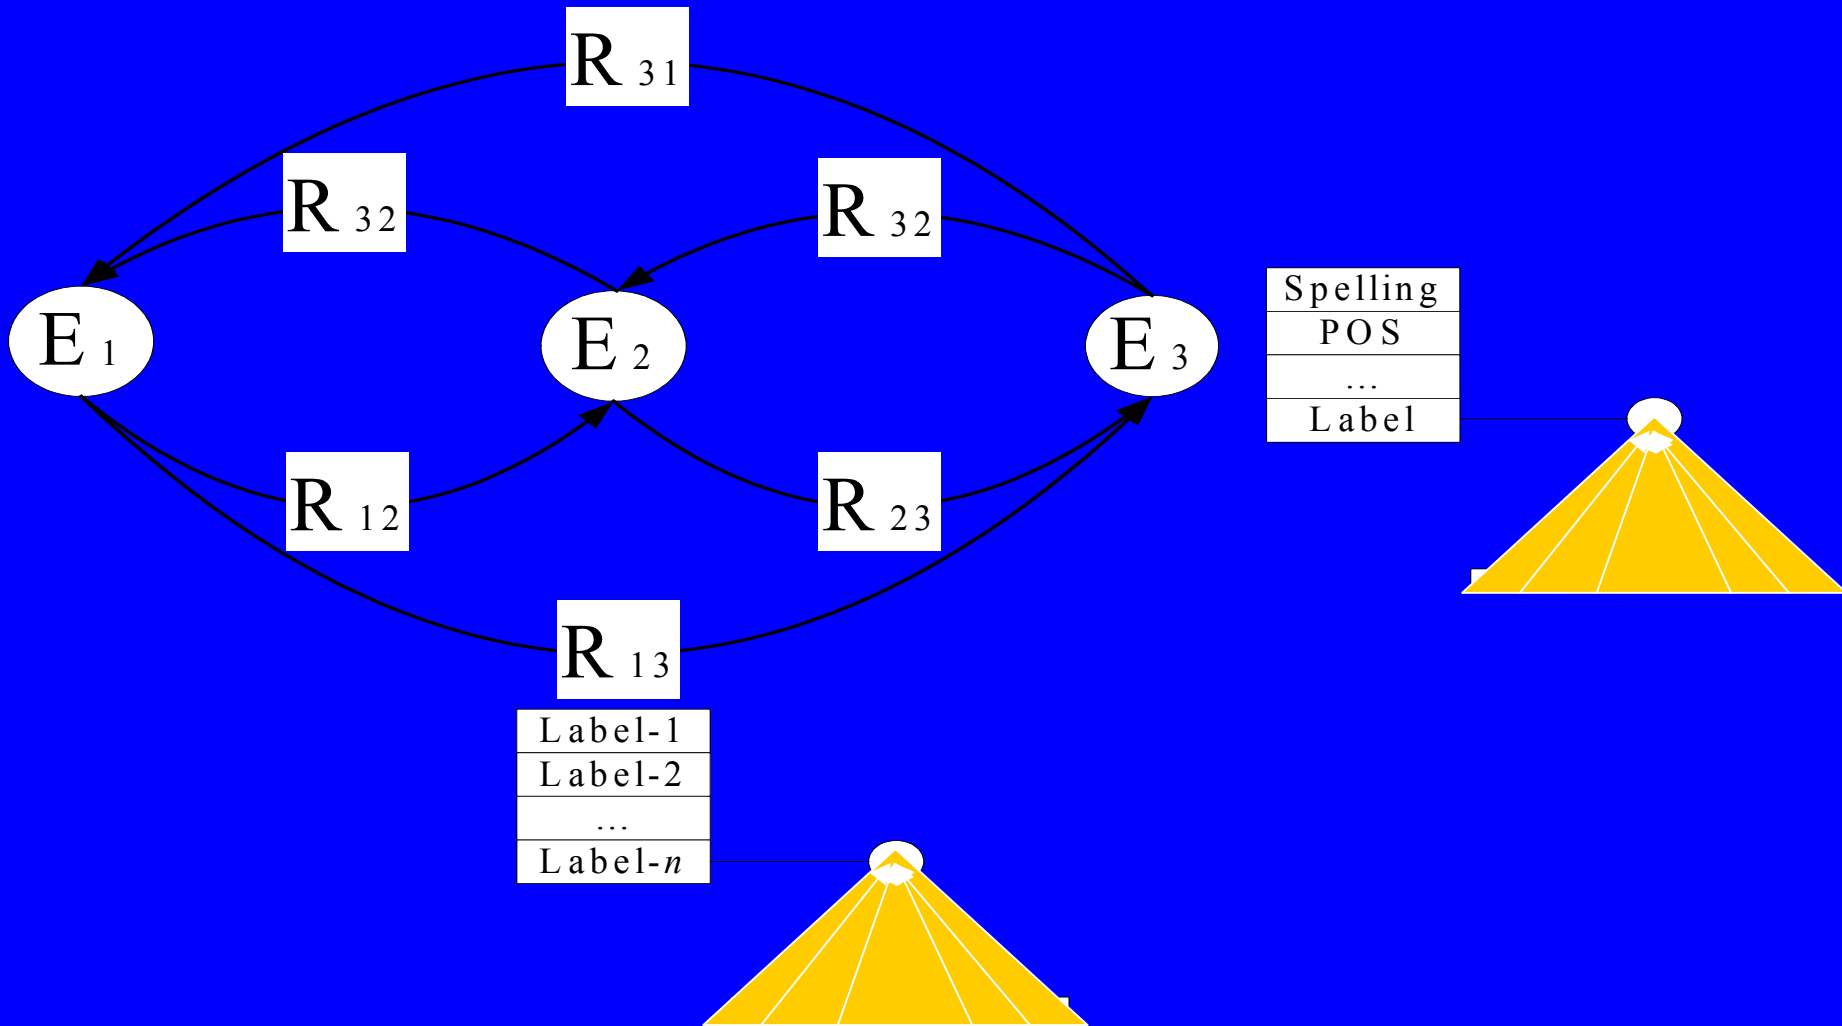 R 31
R 32
R 32
E 1
E 2
E 3
Spelling
POS
...
Label
R 12
R 23
R 13
Label-1
Label-2
...
Label-n